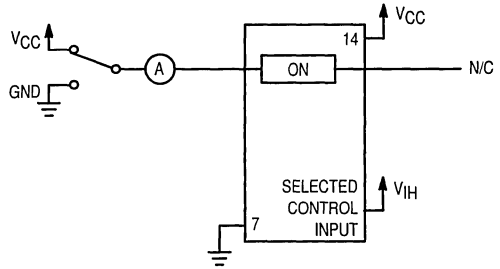 VCC
GND
A
ON
14
VCC
N/C
SELECTED
CONTROL
INPUT
VIH
7